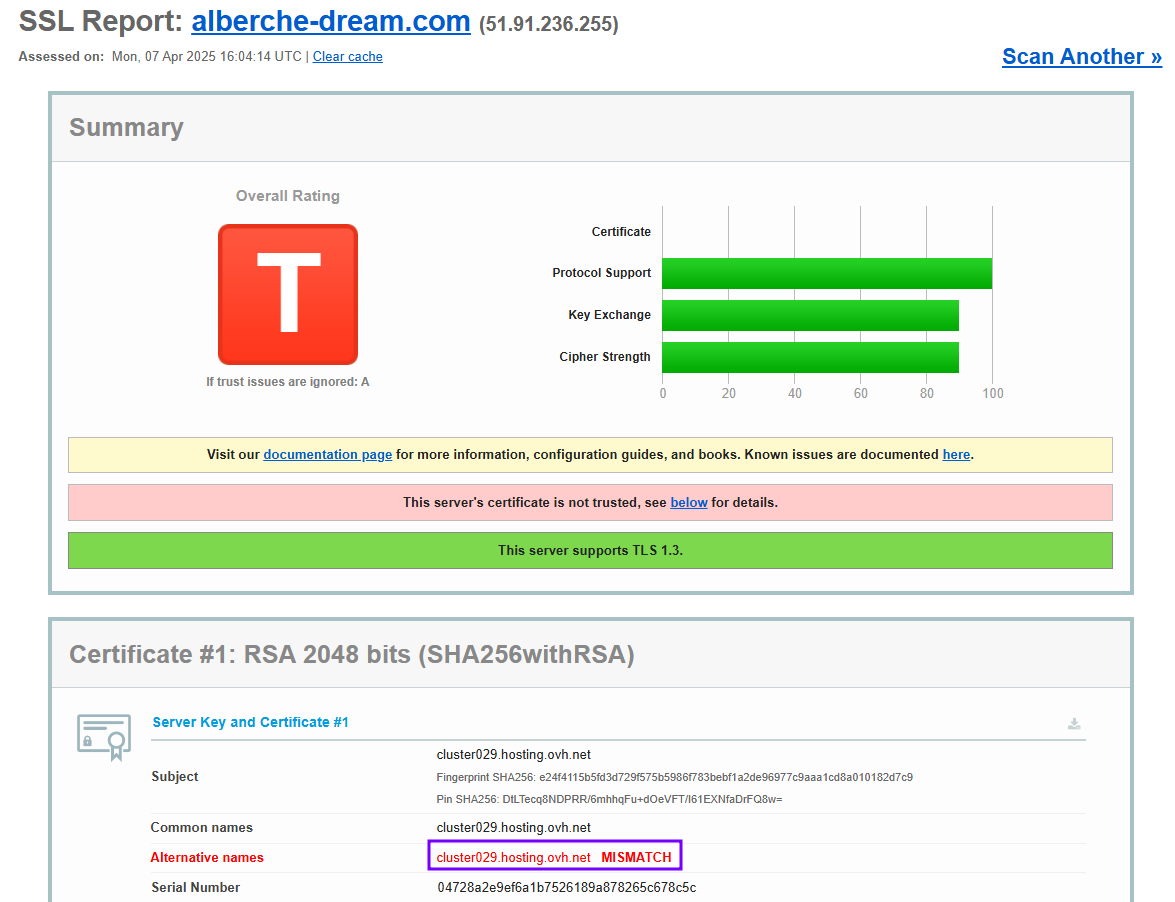 SSL Report: alberche-dream.com (51.91.236.255)
Assessed on: Mon, 07 Apr 2025 16:04:14 UTC | Clear cache
Scan Another »
Summary
Overall Rating
T
If trust issues are ignored: A
Certificate
Protocol Support
Key Exchange
Cipher Strength
0 20 40 60 80 100
Visit our documentation page for more information, configuration guides, and books. Known issues are documented here.
This server's certificate is not trusted, see below for details.
This server supports TLS 1.3.
Certificate #1: RSA 2048 bits (SHA256withRSA)
Server Key and Certificate #1
Subject
cluster029.hosting.ovh.net
Fingerprint SHA256: e24f4115b5fd3d729f575b5986f783bebf1a2de96977c9aaa1cd8a010182d7c9
Pin SHA256: DtLTecq8NDPRR/6mhhqFu+dOeVFT/I61EXNfaDrFQ8w=
Common names cluster029.hosting.ovh.net
Alternative names cluster029.hosting.ovh.net MISMATCH
Serial Number 04728a2e9ef6a1b7526189a878265c678c5c